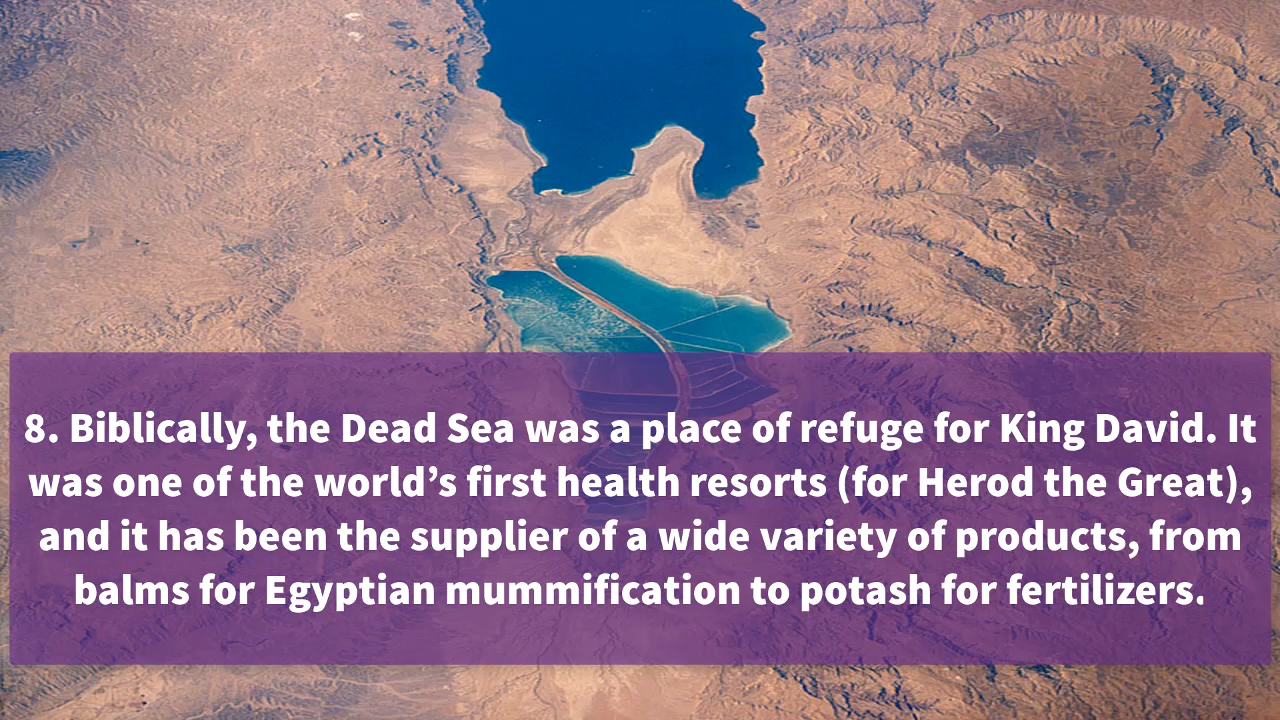 8. Biblically, the Dead Sea was a place of refuge for King David. It
was one of the world’s first health resorts (for Herod the Great),
and it has been the supplier of a wide variety of products, from
balms for Egyptian mummification to potash for fertilizers.